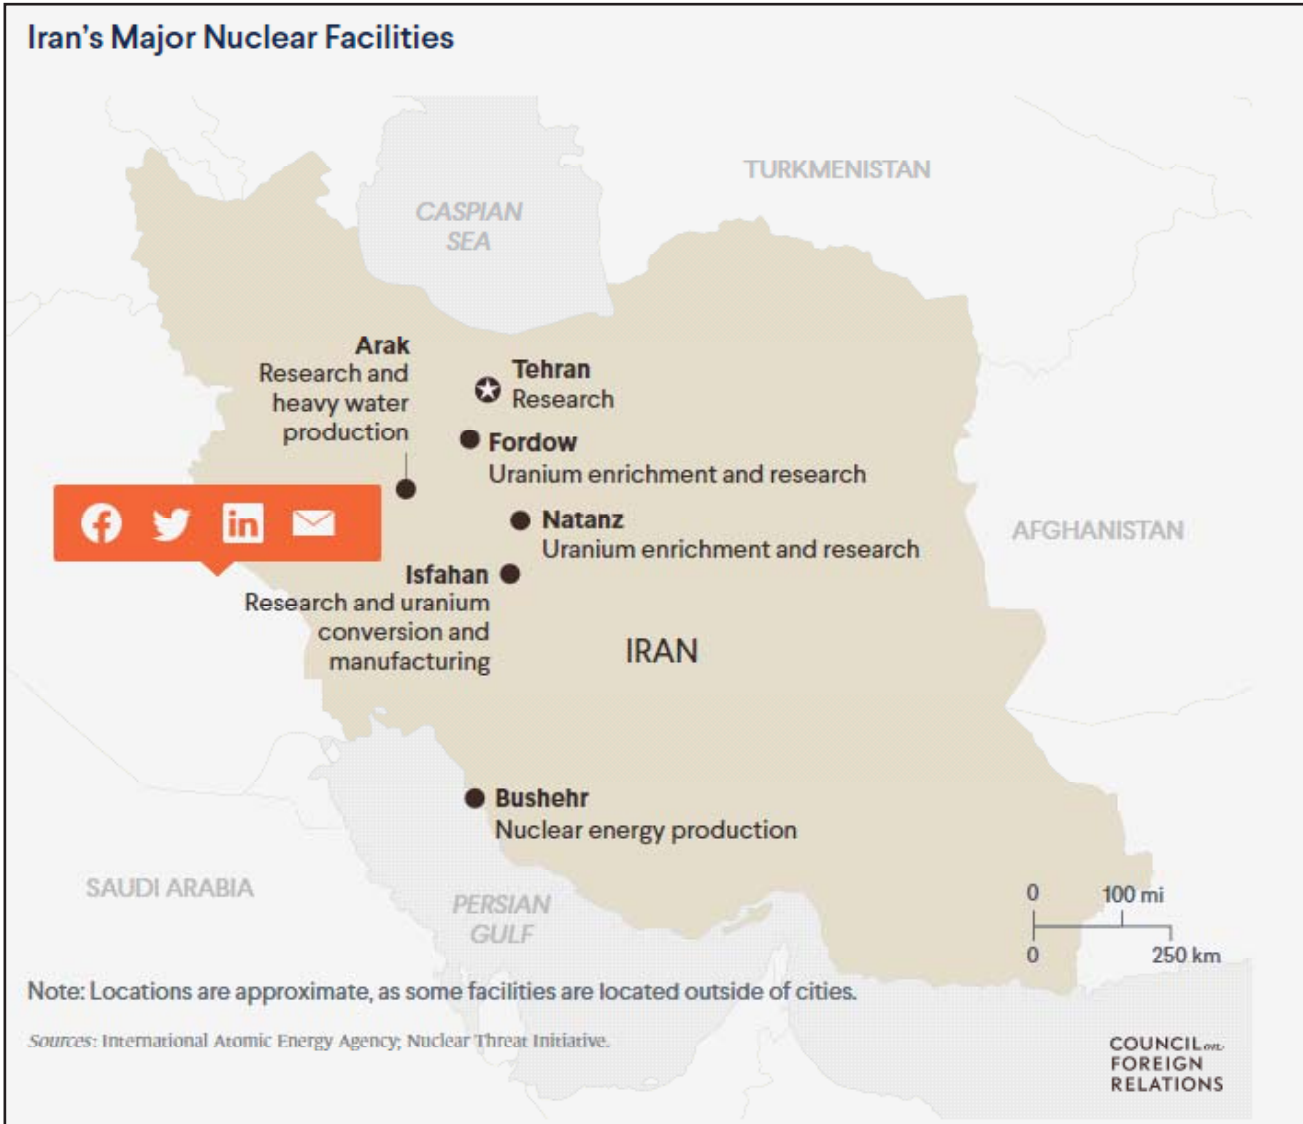 Iran's Major Nuclear Facilities
TURKMENISTAN
CASPIAN
SEA
Arak
Research and
heavy water
production
Tehran
Research
Fordow
Uranium enrichment and research
Natanz
Uranium enrichment and research
AFGHANISTAN
in
Isfahan
Research and uranium
conversion and
manufacturing
IRAN
Bushehr
Nuclear energy production
SAUDI ARABIA
PERSIAN
GULF
0 100 mi
0 250 km
Note: Locations are approximate, as some facilities are located outside of cities.
Sources: International Atomic Energy Agency; Nuclear Threat Initiative.
COUNCIL on
FOREIGN
RELATIONS